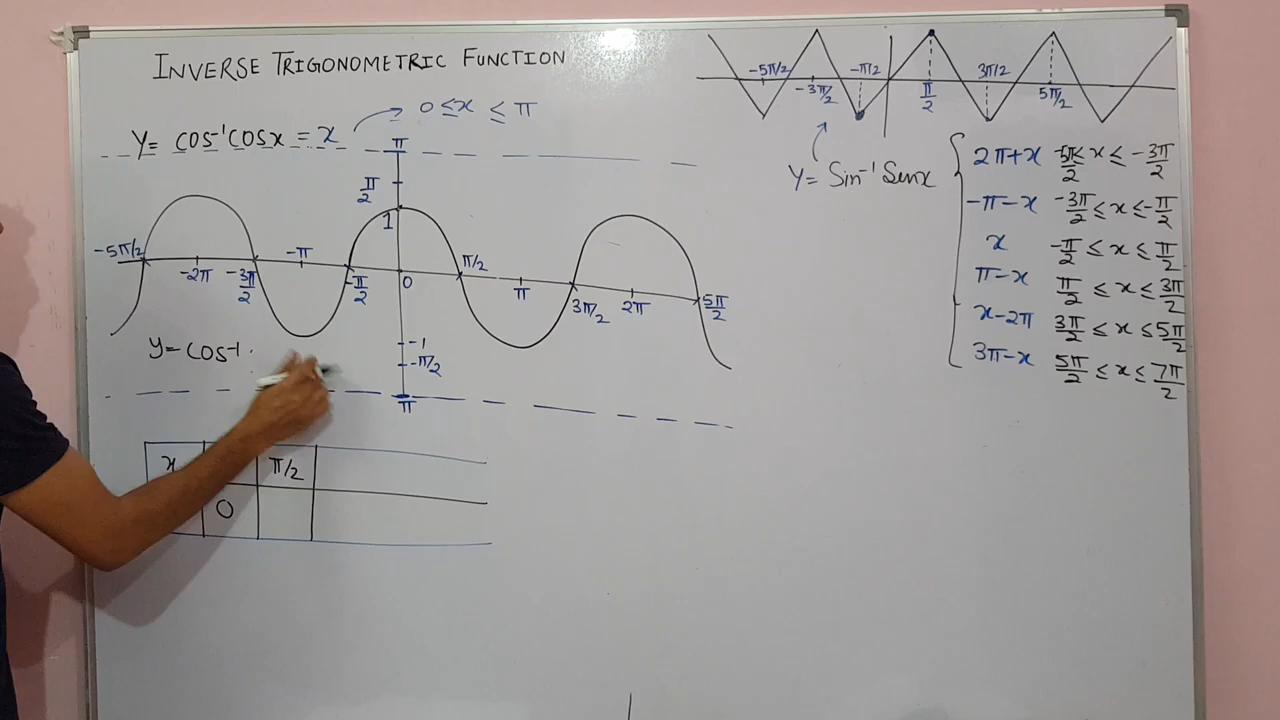 INVERSE TRIGONOMETRIC FUNCTION
0 ≤ x ≤ π
Y= cos⁻¹cosx = x
π
π/2
1
-5π/2 -2π -3π/2 -π -π/2 0 π/2 π 3π/2 2π 5π/2
-1
-π/2
π
Y= cos⁻¹
x π/2
0
-5π/2 -3π/2 -π/2 π/2 3π/2 5π/2
Y= Sin⁻¹ Sinx
2π+x -5π/2 ≤ x ≤ -3π/2
-π-x -3π/2 ≤ x ≤ -π/2
x -π/2 ≤ x ≤ π/2
π-x π/2 ≤ x ≤ 3π/2
x-2π 3π/2 ≤ x ≤ 5π/2
3π-x 5π/2 ≤ x ≤ 7π/2